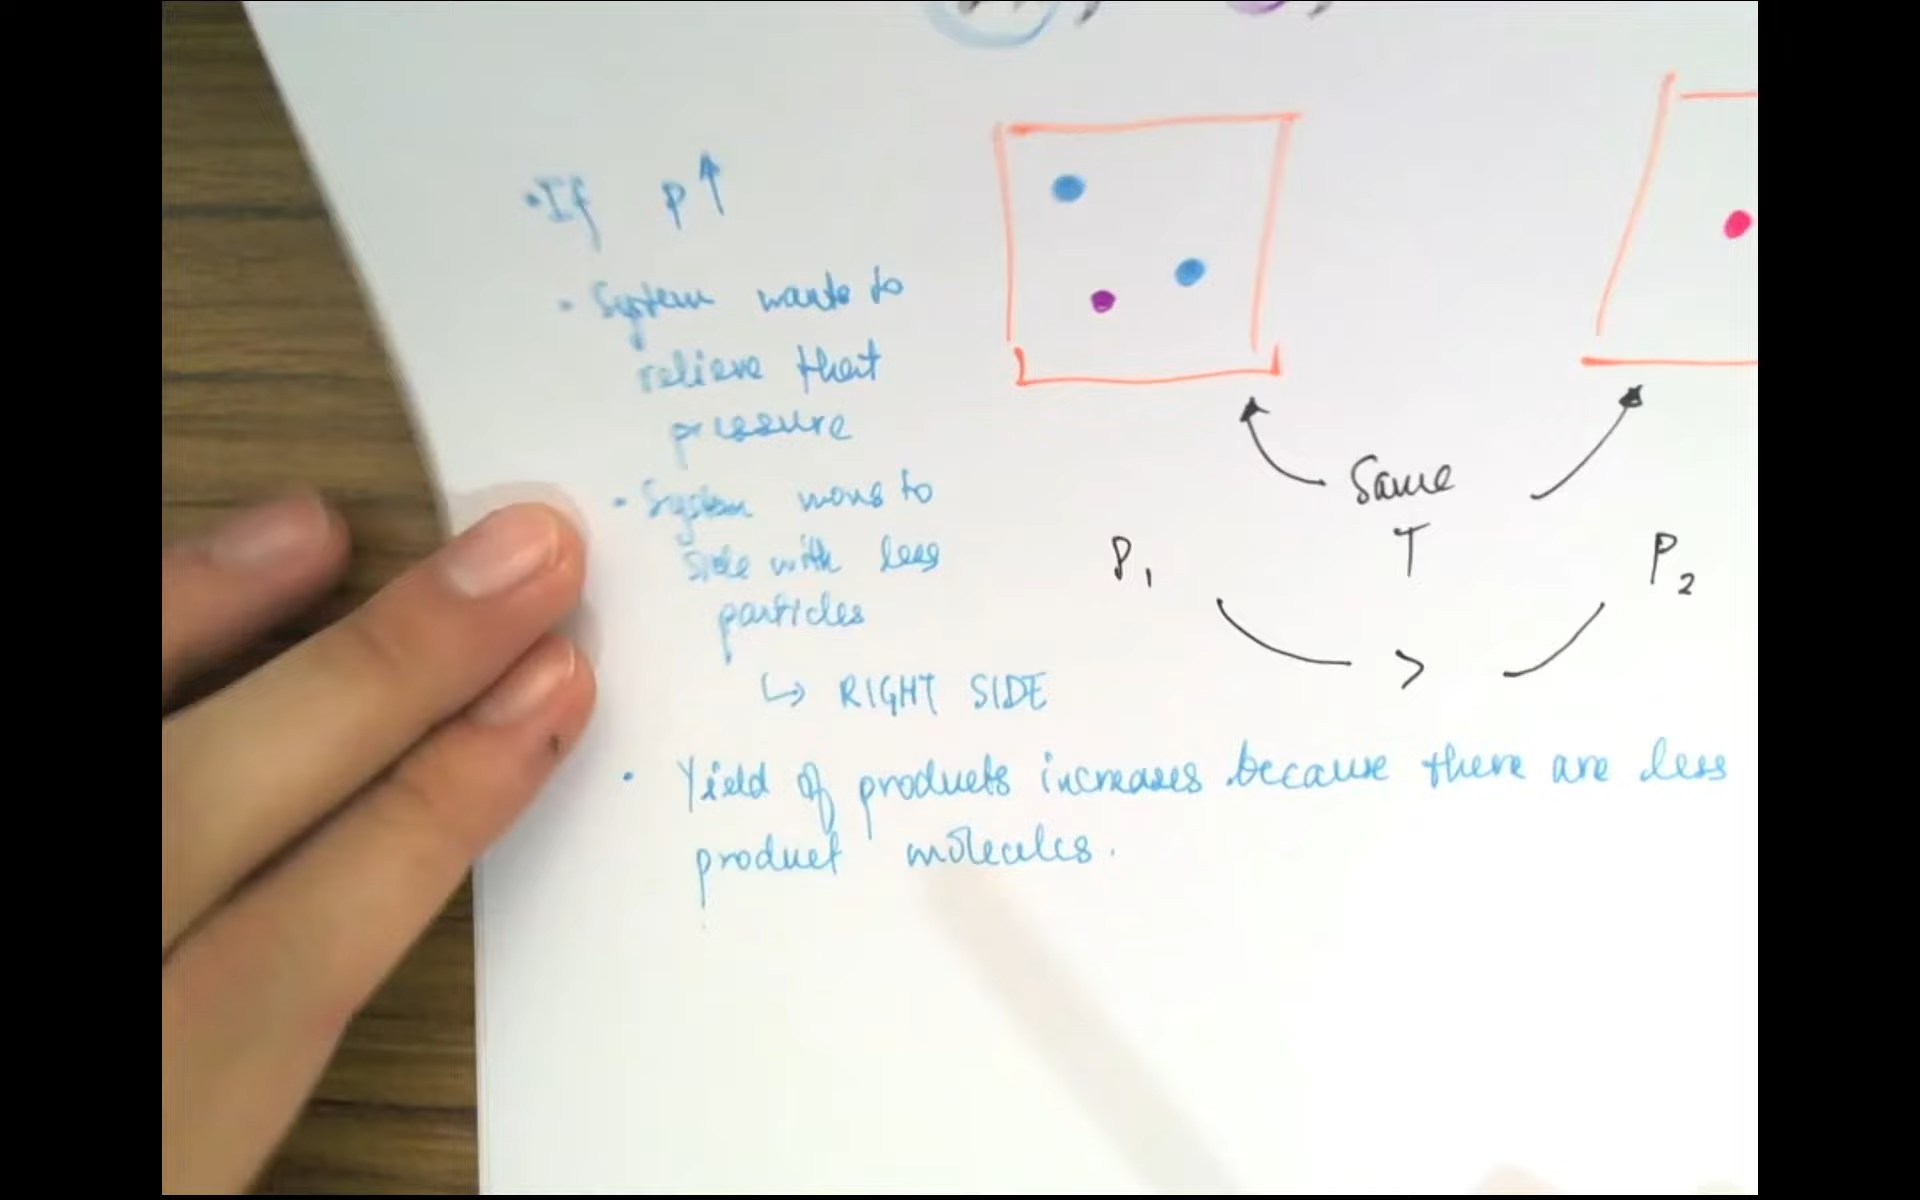 • If P ↑
• System wants to
relieve that
pressure
• System moves to
side with less
particles
↳ RIGHT SIDE
• Yield of products increases because there are less
product molecules.
Same
T
P₁ > P₂